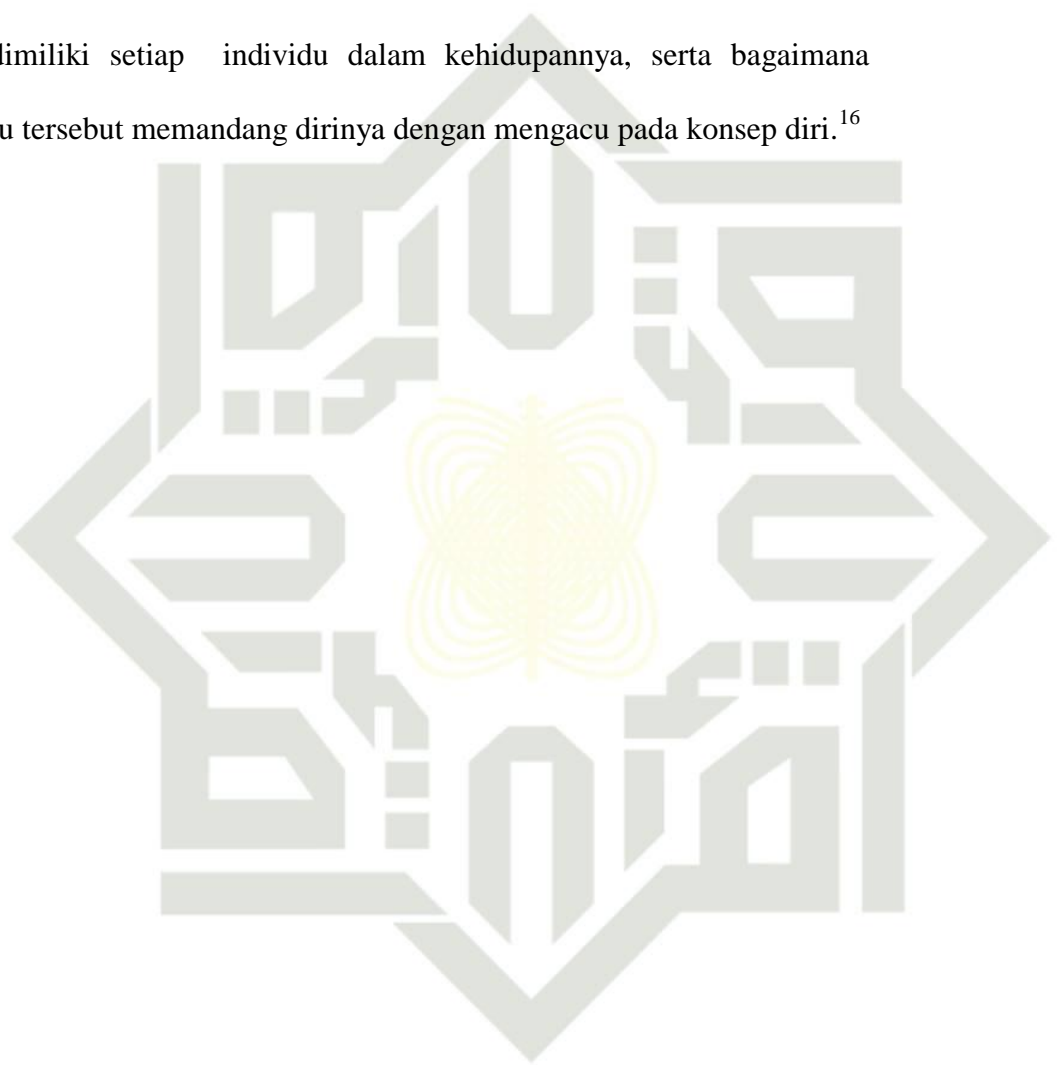 dimiliki setiap individu dalam kehidupannya, serta bagaimana
u tersebut memandang dirinya dengan mengacu pada konsep diri.16